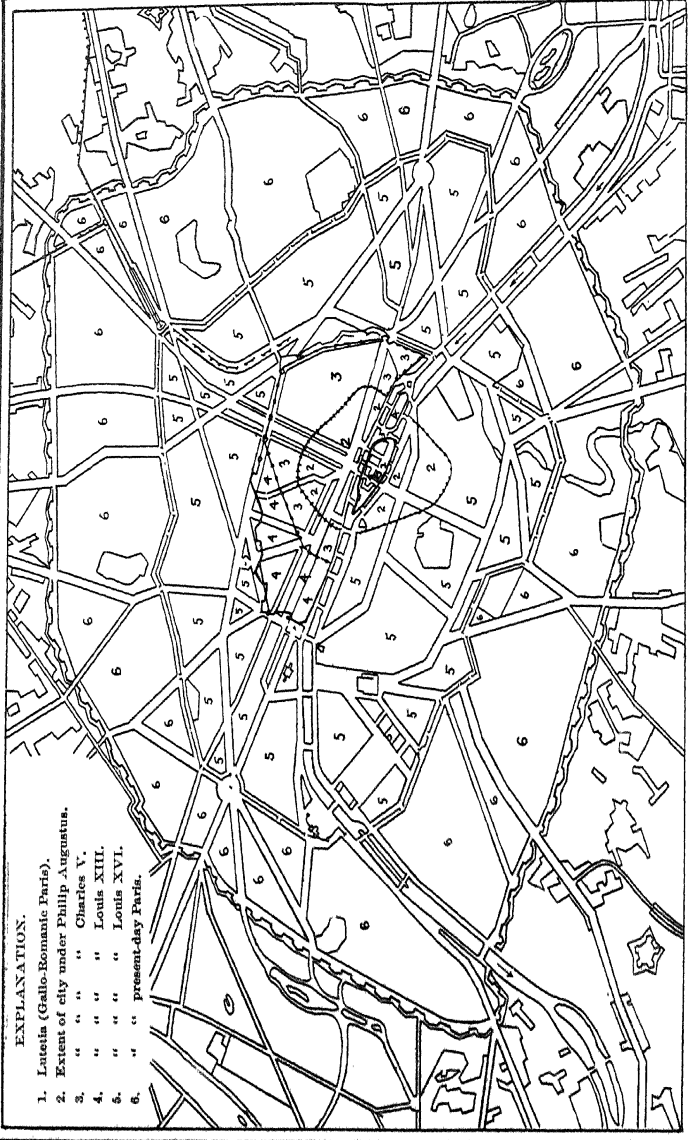 EXPLANATION.
1. Lutetia (Gallo-Romanic Paris).
2. Extent of city under Philip Augustus.
3. " " " " Charles V.
4. " " " " Louis XIII.
5. " " " " Louis XVI.
6. " " present-day Paris.